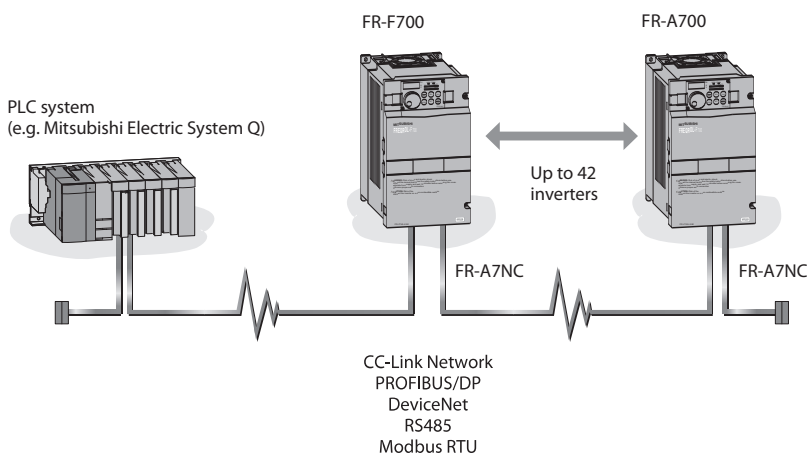 FR-F700
FR-A700
PLC system
(e.g. Mitsubishi Electric System Q)
Up to 42
inverters
FR-A7NC
FR-A7NC
CC-Link Network
PROFIBUS/DP
DeviceNet
RS485
Modbus RTU